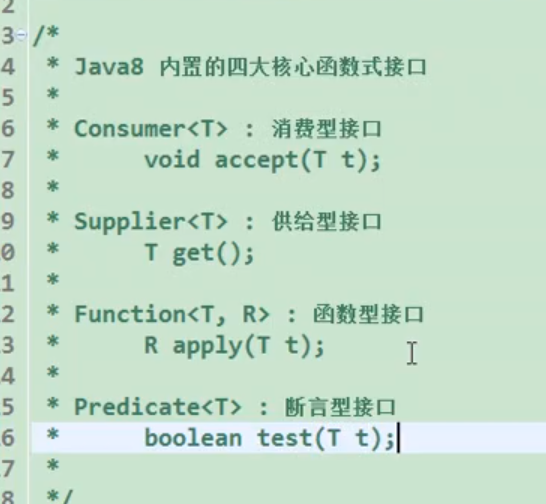 2
3 /*
4 * Java8 内置的四大核心函数式接口
5 *
6 * Consumer<T> : 消费型接口
7 * void accept(T t);
8 *
9 * Supplier<T> : 供给型接口
0 * T get();
1 *
2 * Function<T, R> : 函数型接口
3 * R apply(T t);
4 *
5 * Predicate<T> : 断言型接口
6 * boolean test(T t);
7 *
8 */